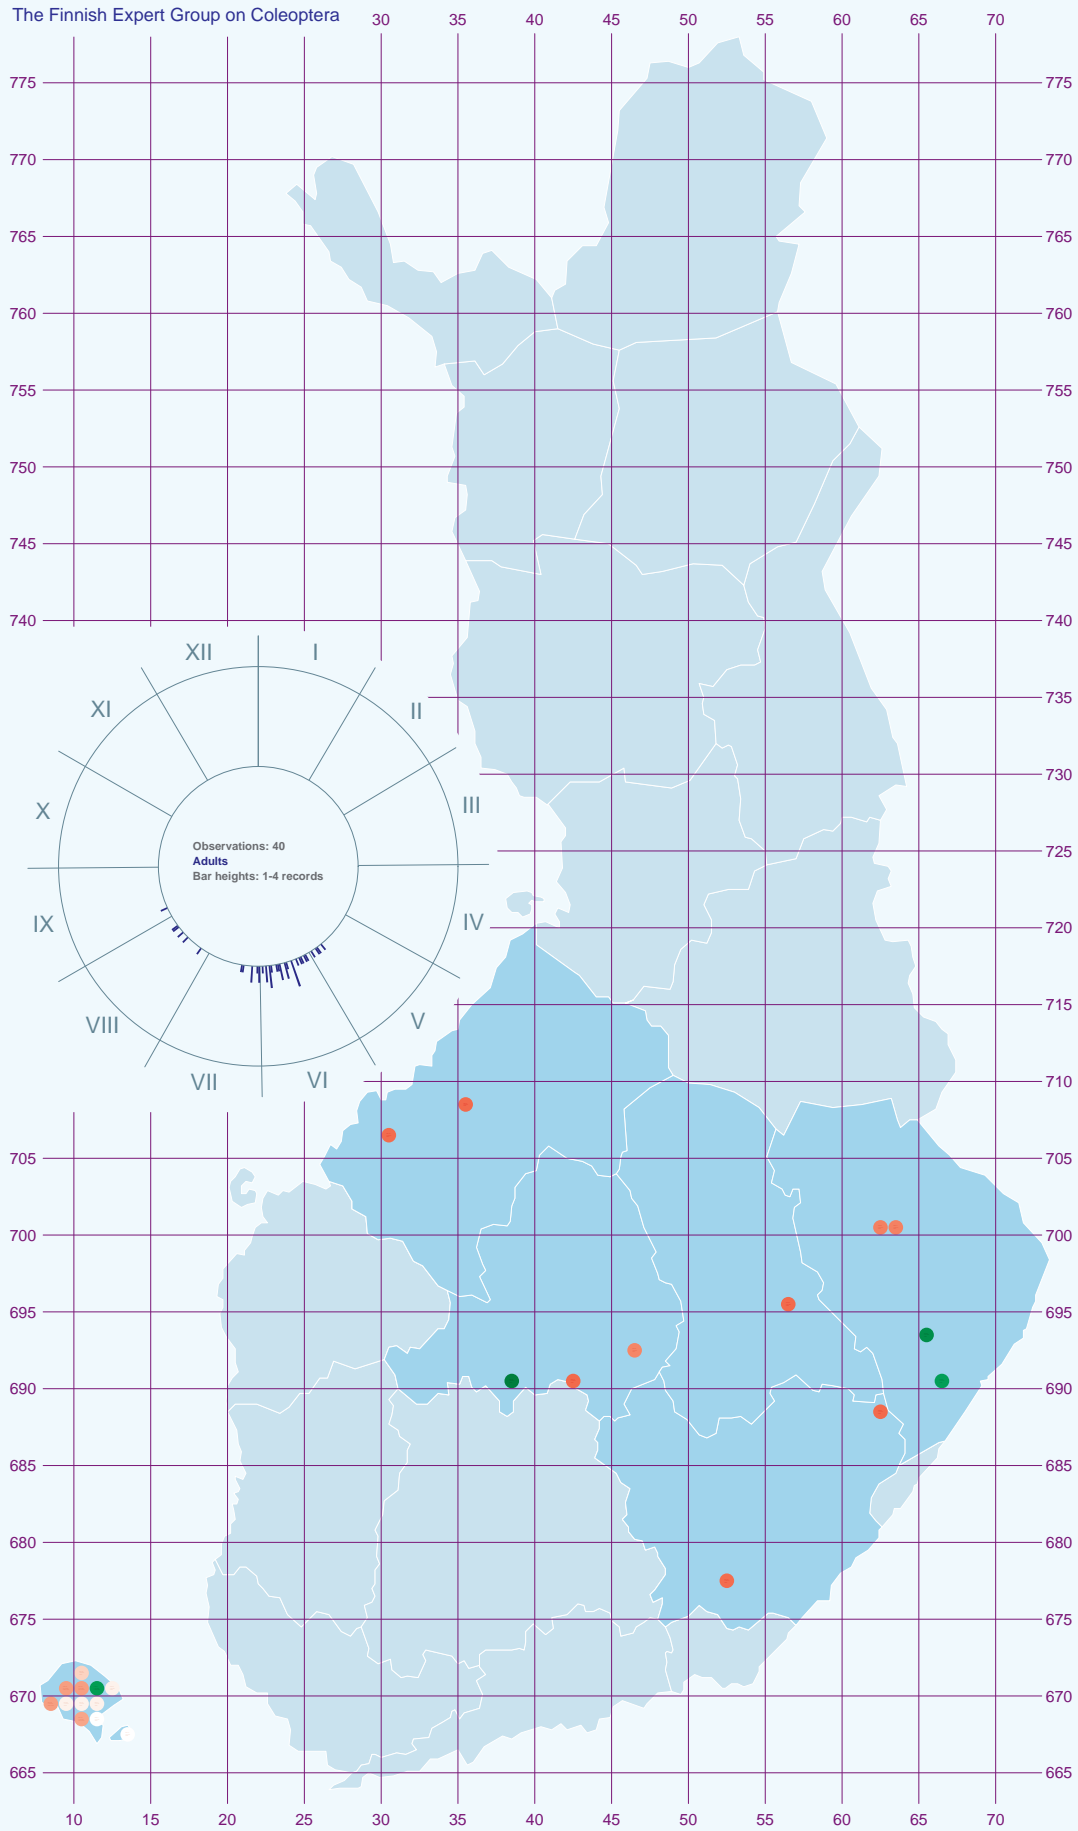 The Finnish Expert Group on Coleoptera
30 35 40 45 50 55 60 65 70
775 775
770 770
765 765
760 760
755 755
750 750
745 745
740 740
XII I
XI II
735
730
X III
725
Observations: 40
Adults
Bar heights: 1-4 records
IX IV
720
VIII V
715
VII VI
710
705 705
700 700
695 695
690 690
685 685
680 680
675 675
670 670
665 665
10 15 20 25 30 35 40 45 50 55 60 65 70